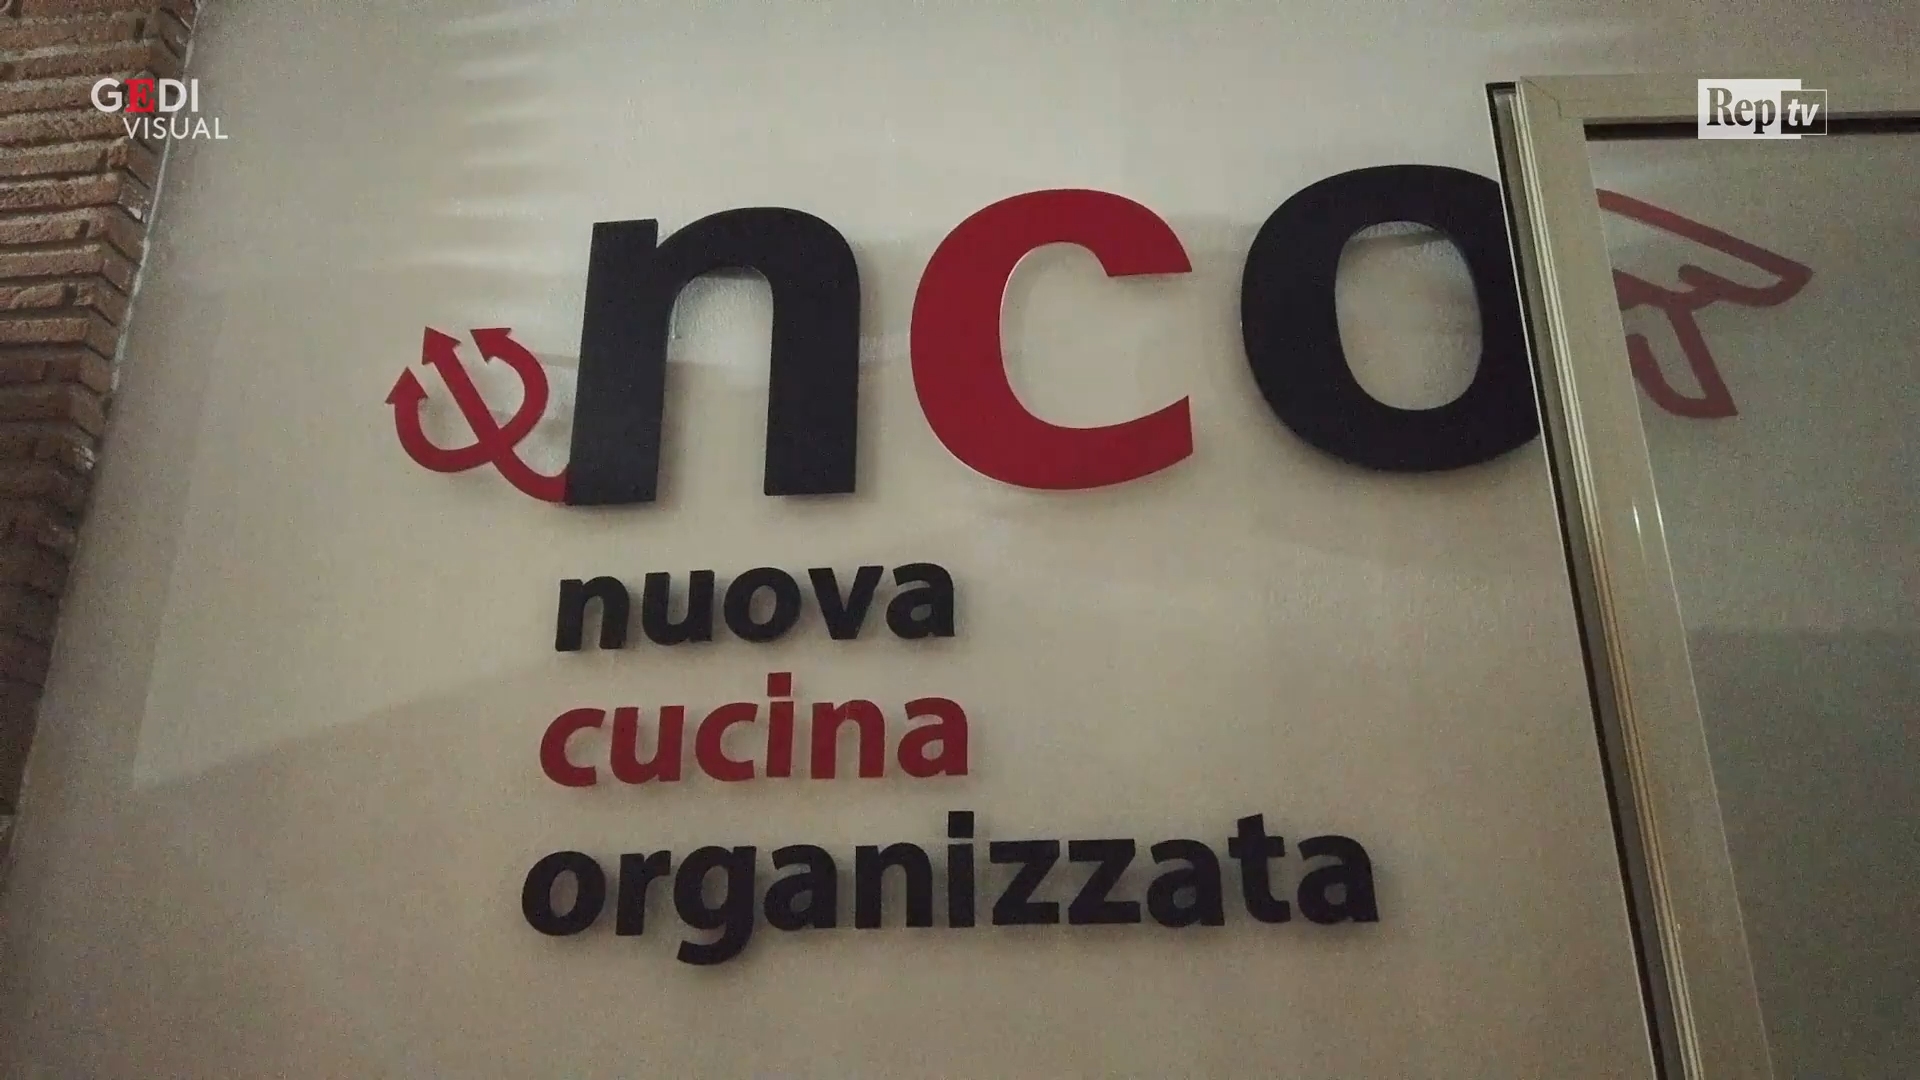 GEDI
VISUAL
Rep tv
nco
nuova
cucina
organizzata